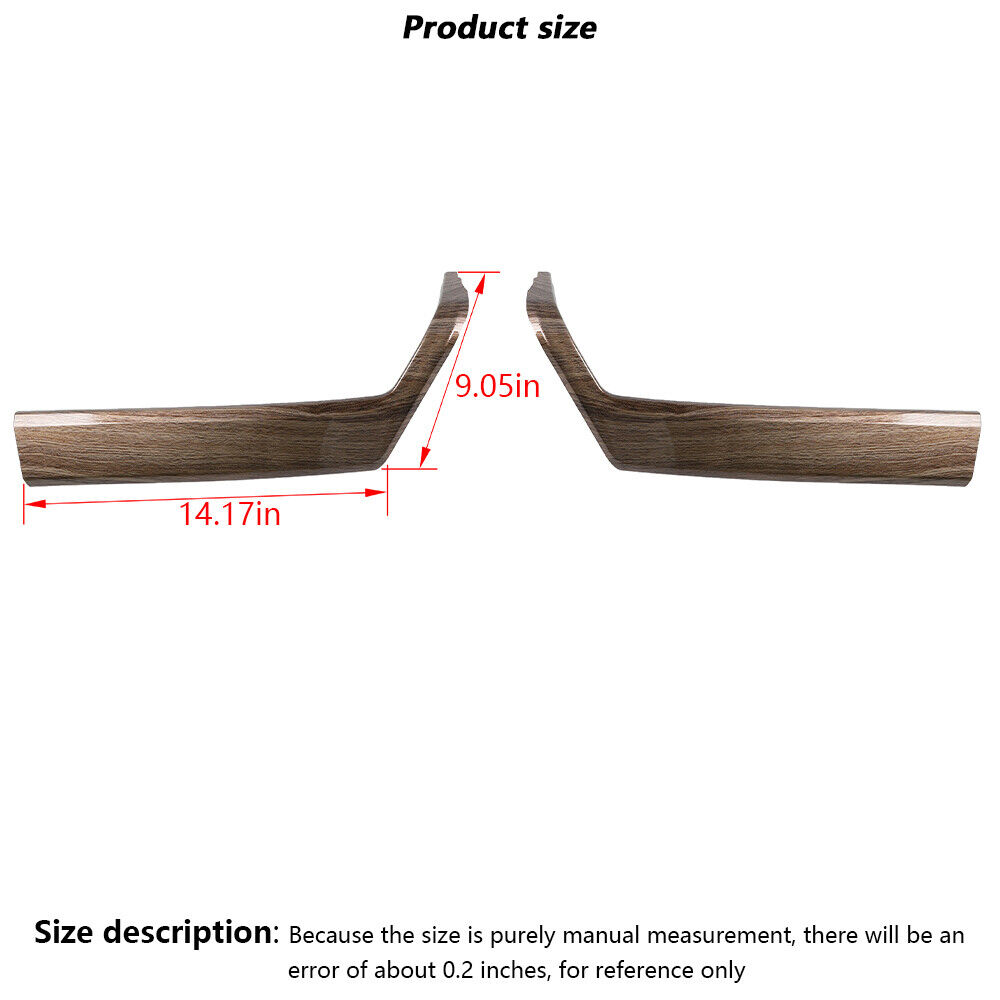 Product size
9.05in
14.17in
Size description: Because the size is purely manual measurement, there will be an
error of about 0.2 inches, for reference only